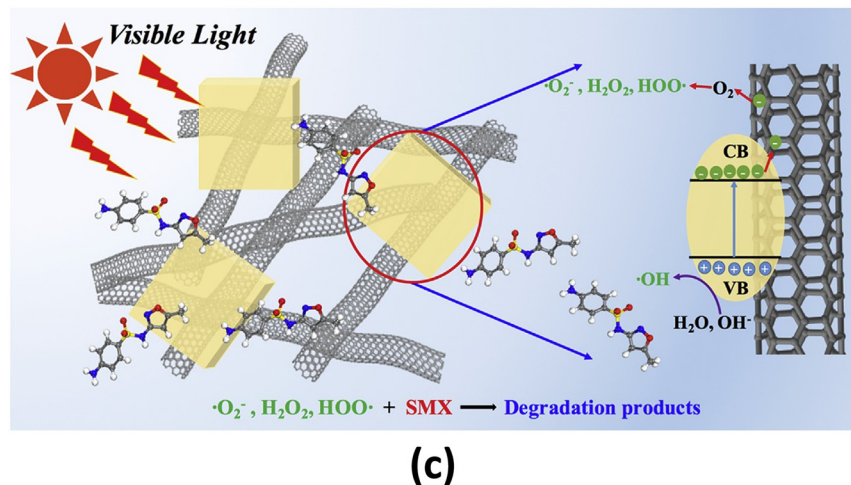 Visible Light
·O₂⁻, H₂O₂, HOO· ← O₂
CB
VB
·OH
H₂O, OH⁻
·O₂⁻, H₂O₂, HOO· + SMX → Degradation products
(c)